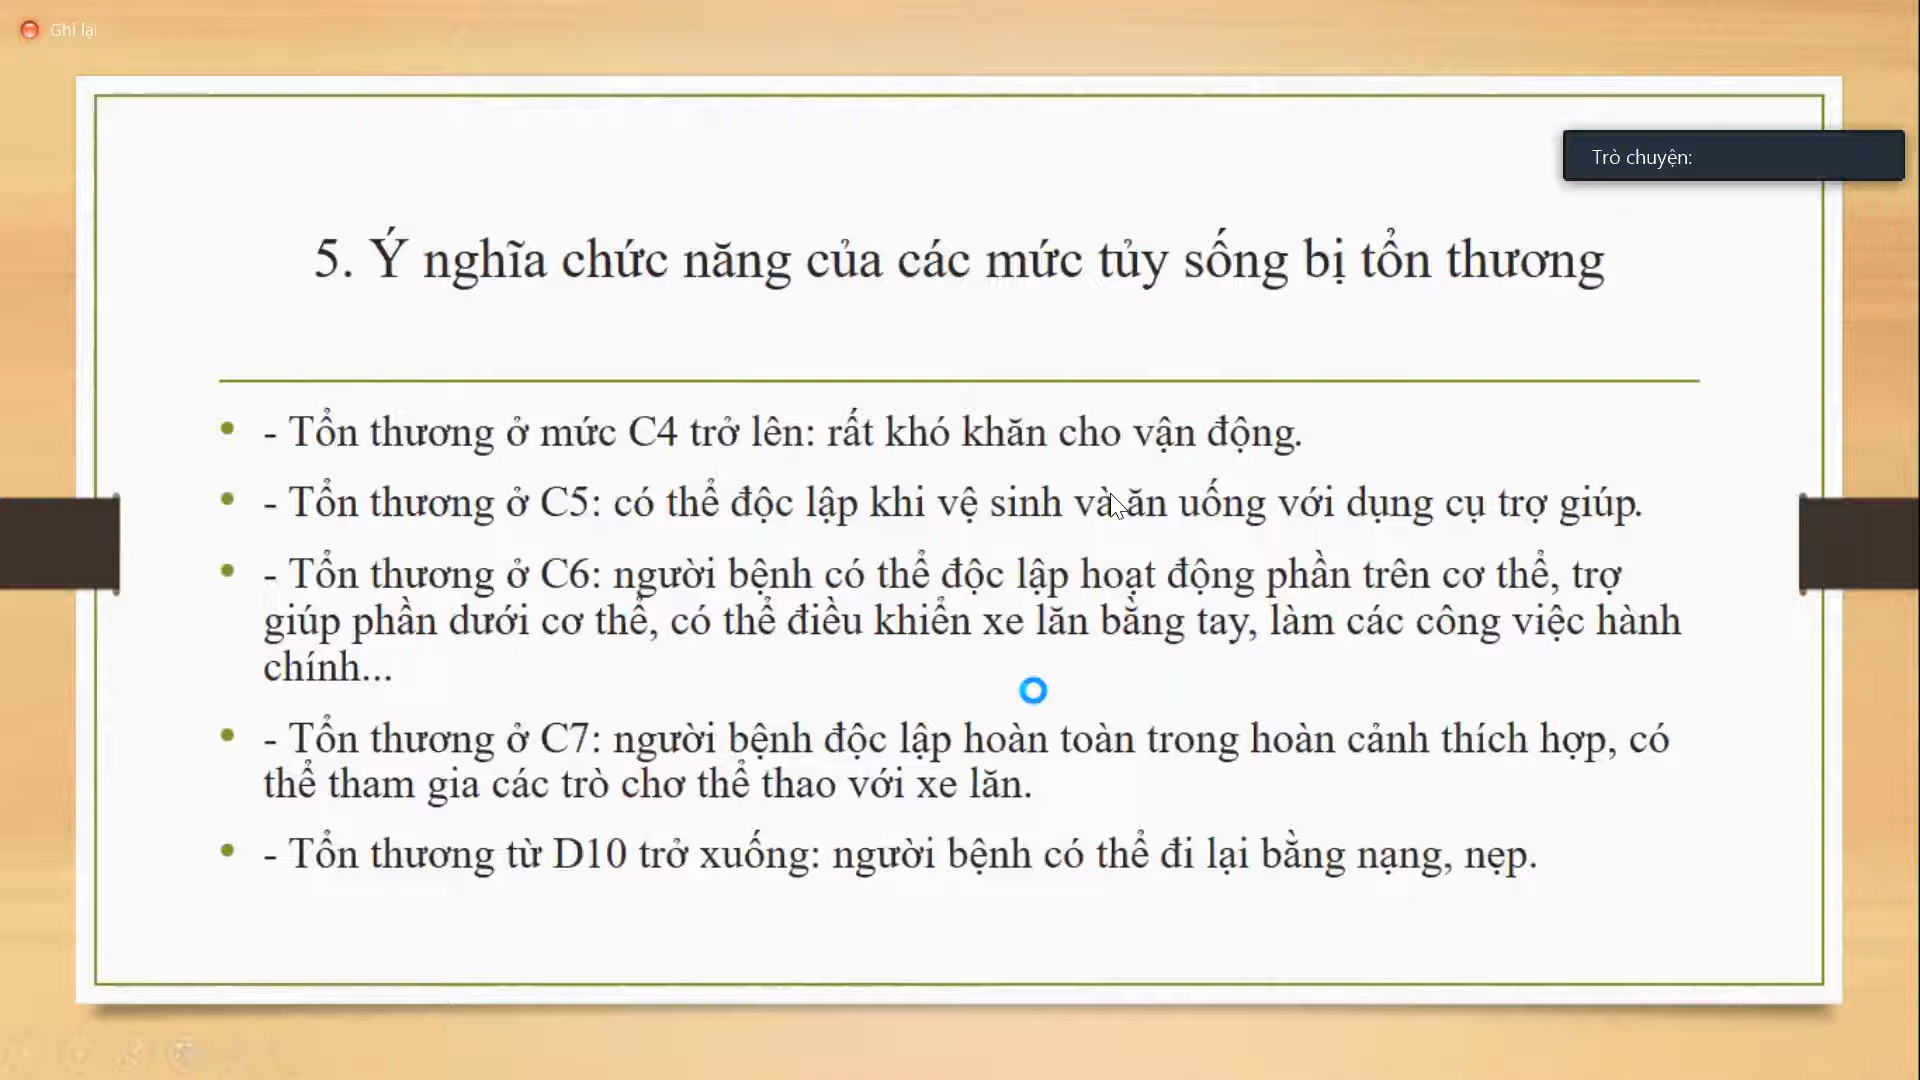 Ghi lại
Trò chuyện:
5. Ý nghĩa chức năng của các mức tủy sống bị tổn thương
• - Tổn thương ở mức C4 trở lên: rất khó khăn cho vận động.
• - Tổn thương ở C5: có thể độc lập khi vệ sinh và ăn uống với dụng cụ trợ giúp.
• - Tổn thương ở C6: người bệnh có thể độc lập hoạt động phần trên cơ thể, trợ
giúp phần dưới cơ thể, có thể điều khiển xe lăn bằng tay, làm các công việc hành
chính...
• - Tổn thương ở C7: người bệnh độc lập hoàn toàn trong hoàn cảnh thích hợp, có
thể tham gia các trò chơ thể thao với xe lăn.
• - Tổn thương từ D10 trở xuống: người bệnh có thể đi lại bằng nạng, nẹp.